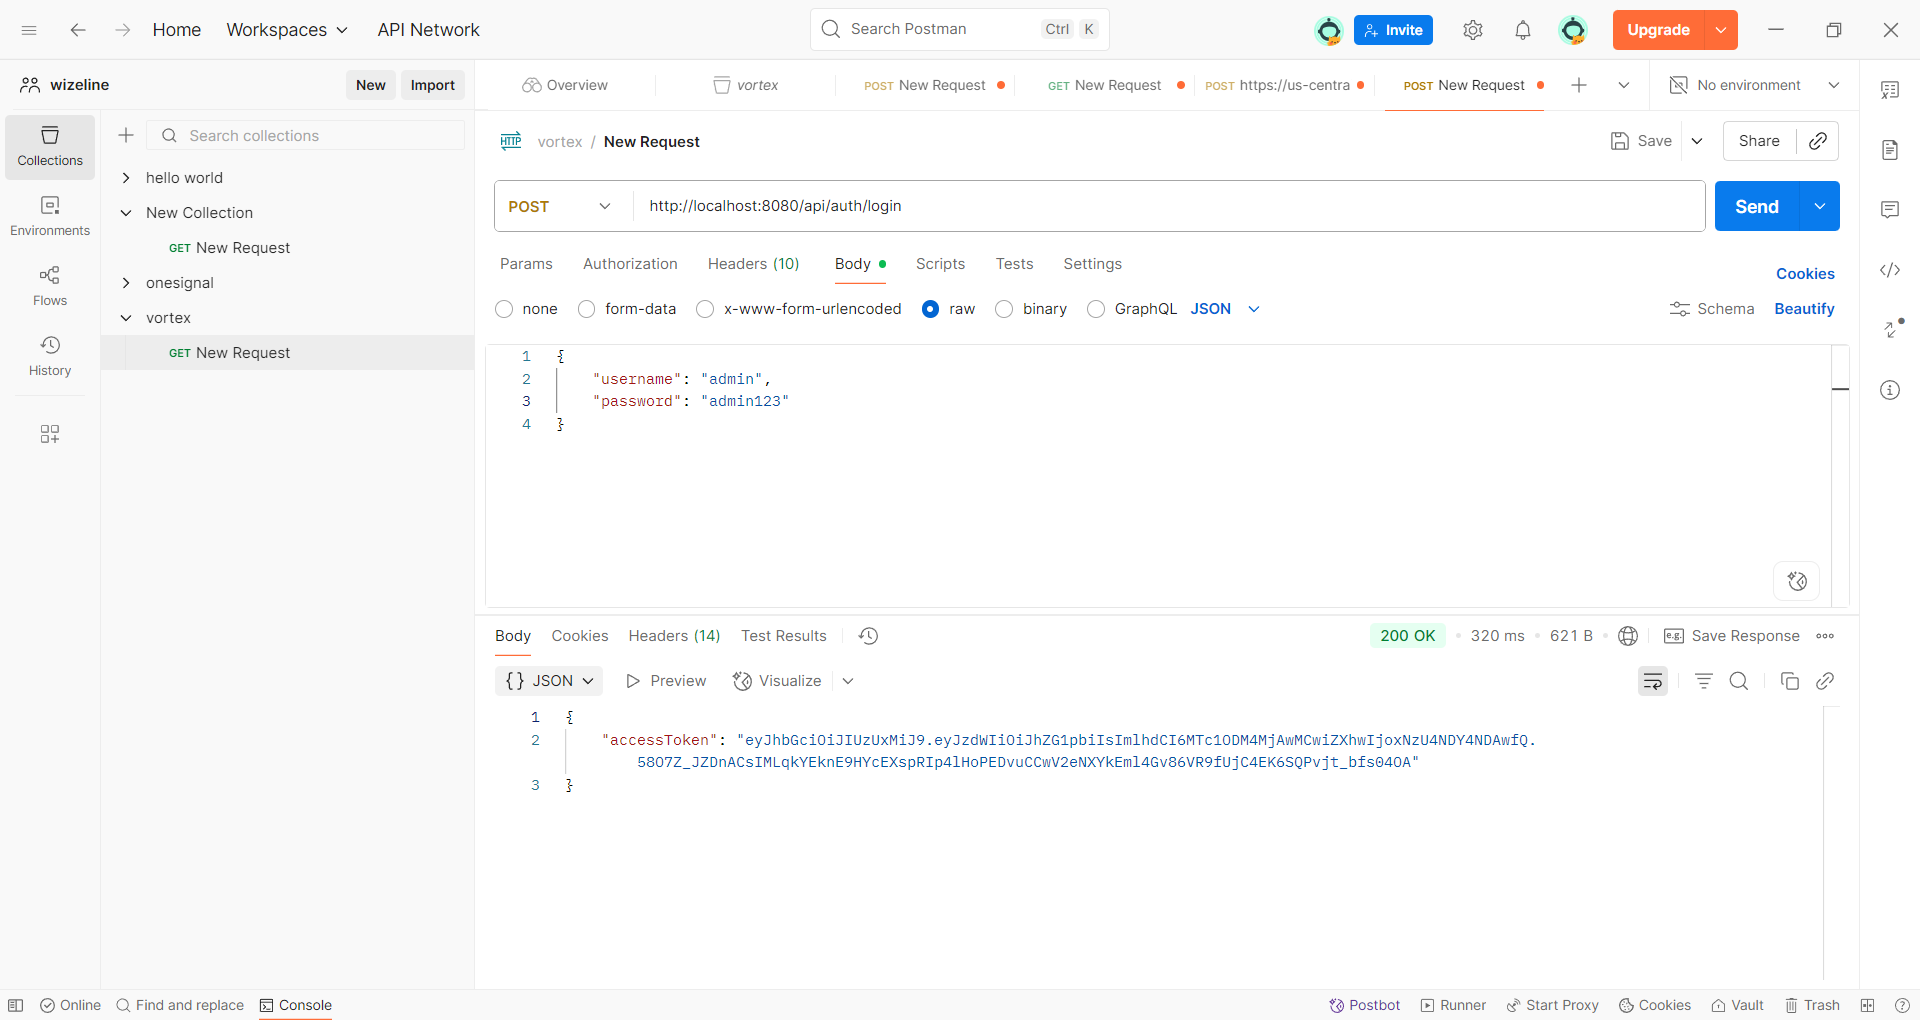 Home
Workspaces
API Network
Search Postman
Ctrl K
Invite
Upgrade
wizeline
New
Import
Overview
vortex
POST New Request
GET New Request
POST https://us-centra
POST New Request
No environment
Collections
Environments
Flows
History
Search collections
hello world
New Collection
GET New Request
onesignal
vortex
GET New Request
HTTP vortex / New Request
Save
Share
POST
http://localhost:8080/api/auth/login
Send
Params
Authorization
Headers (10)
Body
Scripts
Tests
Settings
Cookies
none
form-data
x-www-form-urlencoded
raw
binary
GraphQL
JSON
Schema
Beautify
1 {
2 "username": "admin",
3 "password": "admin123"
4 }
Body
Cookies
Headers (14)
Test Results
200 OK
320 ms
621 B
e.g. Save Response
{} JSON
Preview
Visualize
1 {
2 "accessToken": "eyJhbGciOiJIUzUxMiJ9.eyJzdWIiOiJhZG1pbiIsImlhdCI6MTc1ODM4MjAwMCwiZXhwIjoxNzU4NDY4NDAwfQ.
58O7Z_JZDnACsIMLqkYEknE9HYcEXspRIp4lHoPEDvuCCwV2eNXYkEml4Gv86VR9fUjC4EK6SQPvjt_bfs04OA"
3 }
Online
Find and replace
Console
Postbot
Runner
Start Proxy
Cookies
Vault
Trash